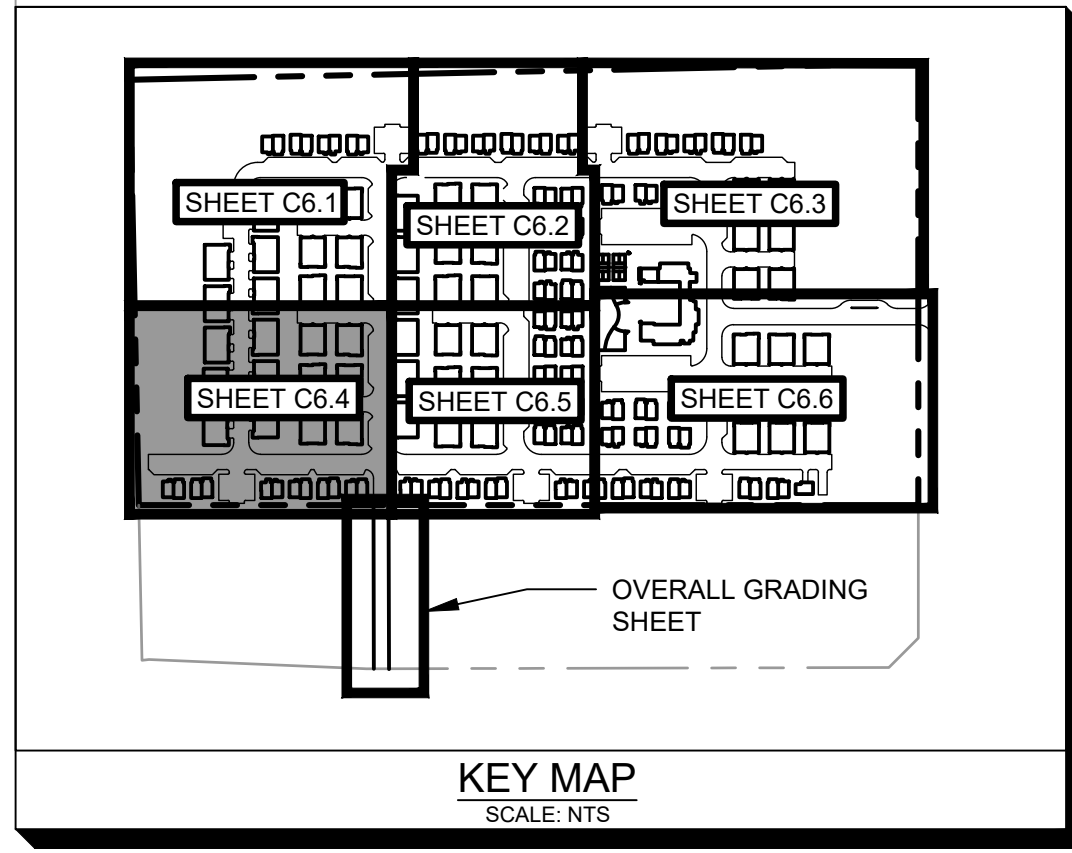 SHEET C6.1
SHEET C6.2
SHEET C6.3
SHEET C6.4
SHEET C6.5
SHEET C6.6
OVERALL GRADING
SHEET
KEY MAP
SCALE: NTS